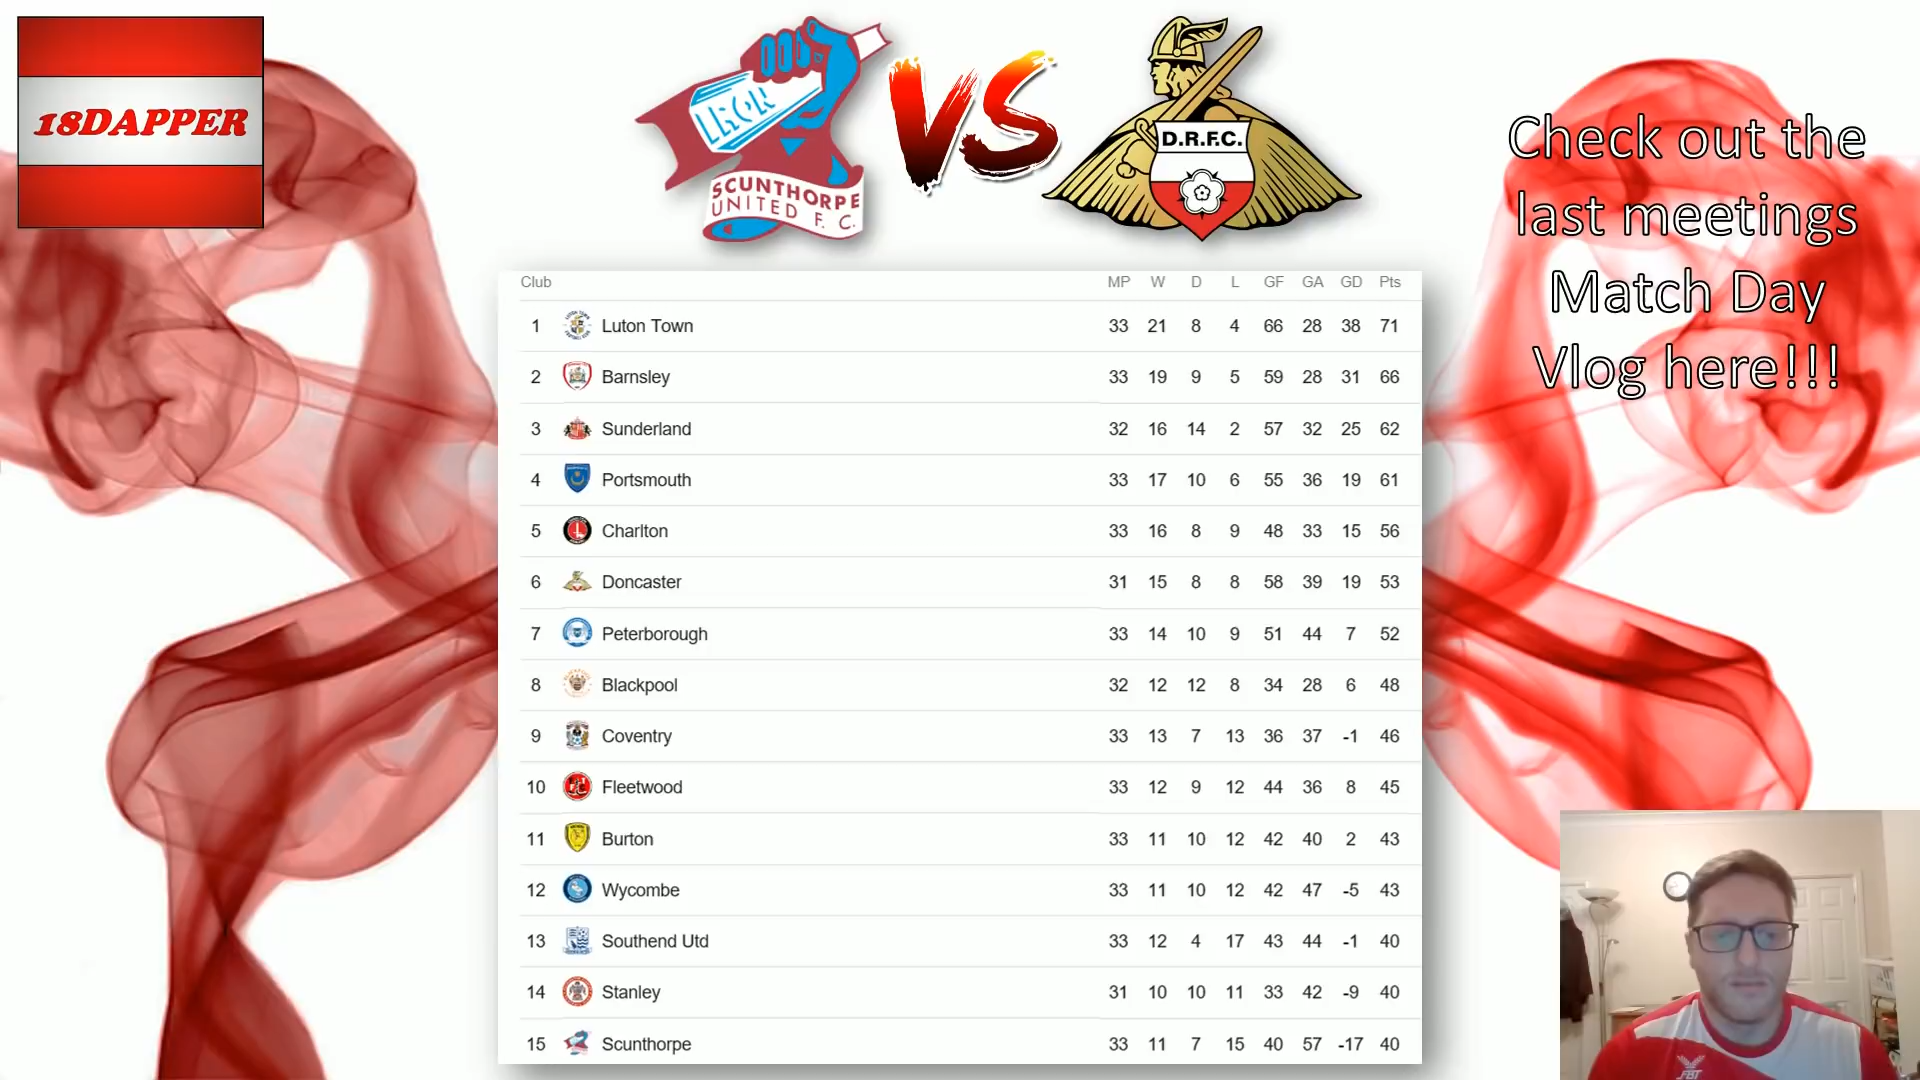 18DAPPER
IRON
SCUNTHORPE
UNITED F. C.
VS
D.R.F.C.
Check out the
last meetings
Match Day
Vlog here!!!
Club MP W D L GF GA GD Pts
1 Luton Town 33 21 8 4 66 28 38 71
2 Barnsley 33 19 9 5 59 28 31 66
3 Sunderland 32 16 14 2 57 32 25 62
4 Portsmouth 33 17 10 6 55 36 19 61
5 Charlton 33 16 8 9 48 33 15 56
6 Doncaster 31 15 8 8 58 39 19 53
7 Peterborough 33 14 10 9 51 44 7 52
8 Blackpool 32 12 12 8 34 28 6 48
9 Coventry 33 13 7 13 36 37 -1 46
10 Fleetwood 33 12 9 12 44 36 8 45
11 Burton 33 11 10 12 42 40 2 43
12 Wycombe 33 11 10 12 42 47 -5 43
13 Southend Utd 33 12 4 17 43 44 -1 40
14 Stanley 31 10 10 11 33 42 -9 40
15 Scunthorpe 33 11 7 15 40 57 -17 40
FBT